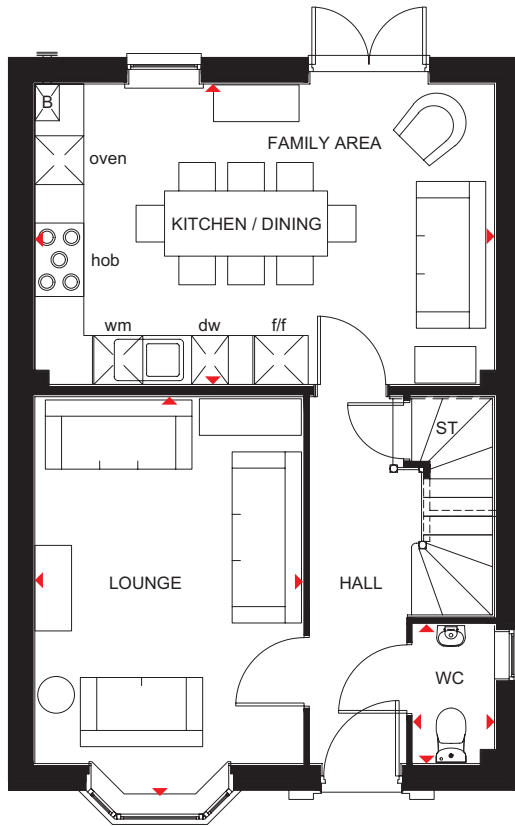 B
FAMILY AREA
oven
KITCHEN / DINING
hob
wm
dw
f/f
ST
LOUNGE
HALL
WC